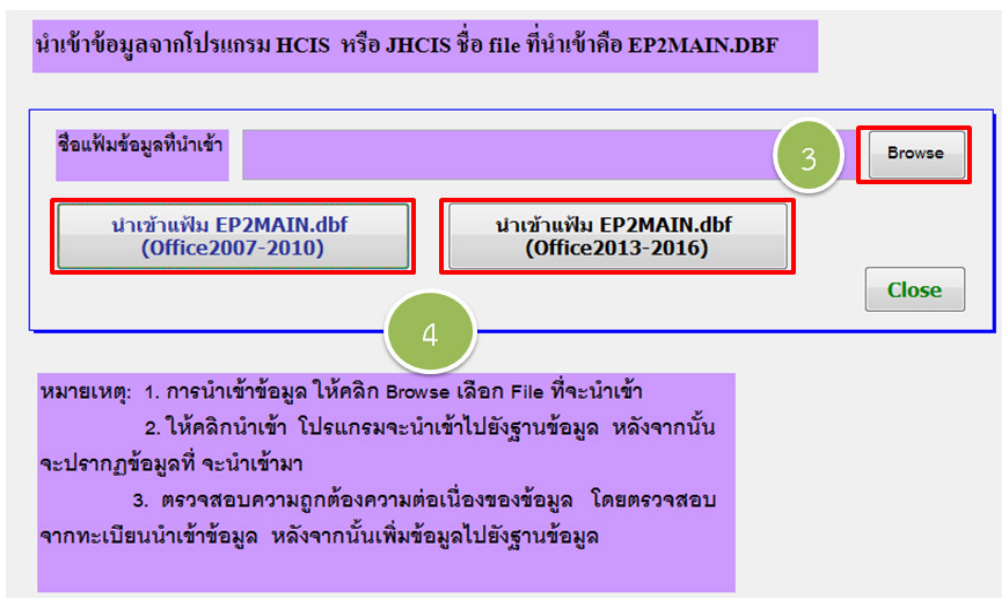 นำเข้าข้อมูลจากโปรแกรม HCIS หรือ JHCIS ชื่อ file ที่นำเข้าคือ EP2MAIN.DBF
ชื่อแฟ้มข้อมูลที่นำเข้า
3
Browse
นำเข้าแฟ้ม EP2MAIN.dbf
(Office2007-2010)
นำเข้าแฟ้ม EP2MAIN.dbf
(Office2013-2016)
Close
4
หมายเหตุ: 1. การนำเข้าข้อมูล ให้คลิก Browse เลือก File ที่จะนำเข้า
2. ให้คลิกนำเข้า โปรแกรมจะนำเข้าไปยังฐานข้อมูล หลังจากนั้น
จะปรากฏข้อมูลที่ จะนำเข้ามา
3. ตรวจสอบความถูกต้องความต่อเนื่องของข้อมูล โดยตรวจสอบ
จากทะเบียนนำเข้าข้อมูล หลังจากนั้นเพิ่มข้อมูลไปยังฐานข้อมูล